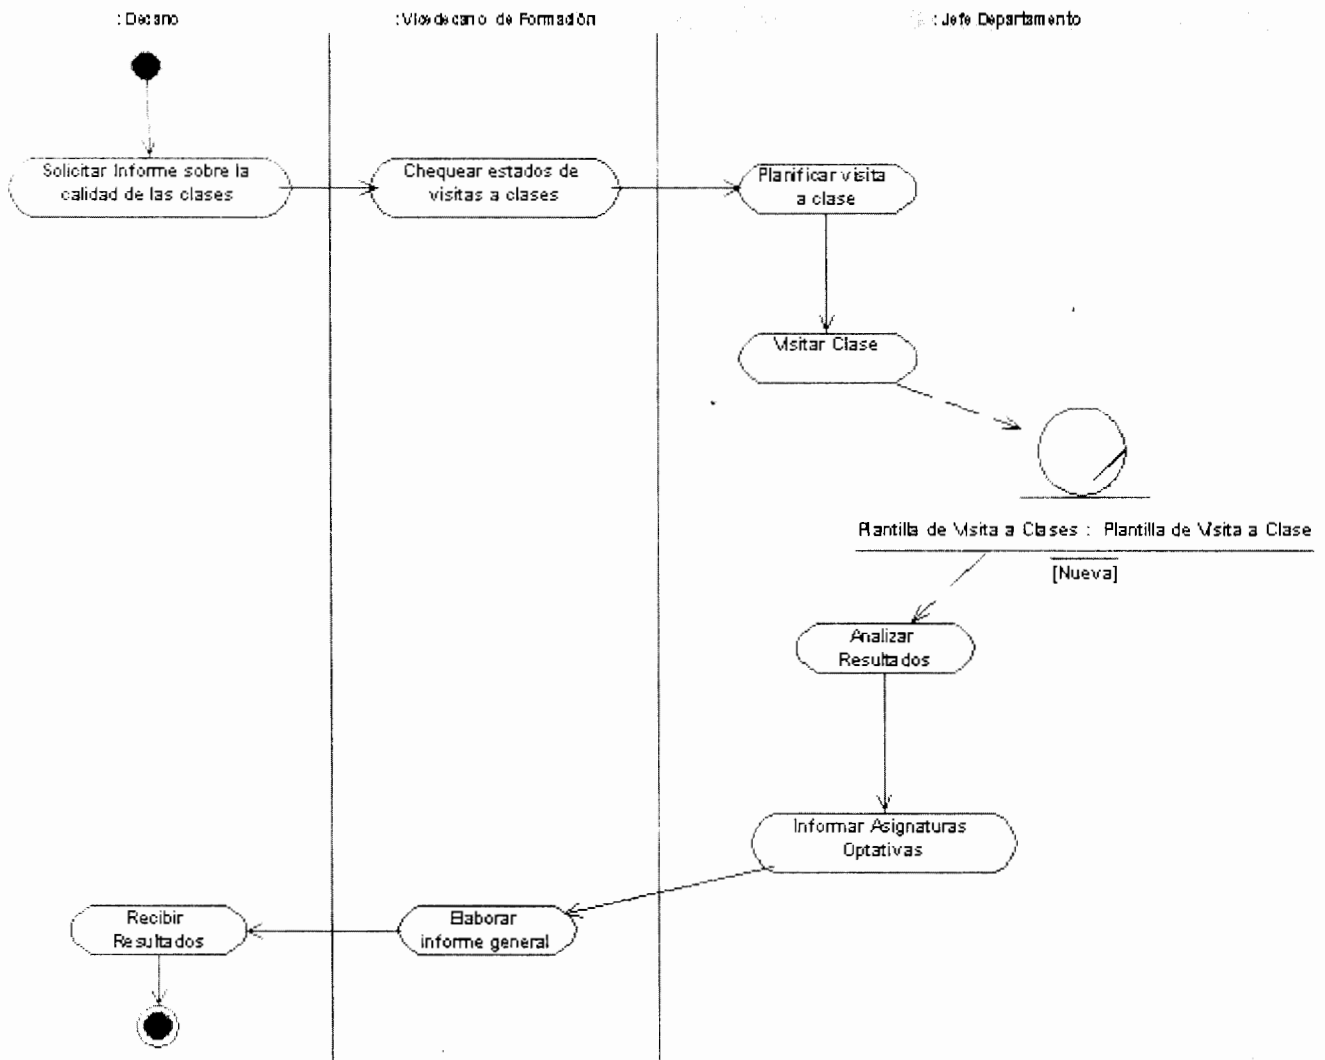 : Decano
: Vicedecano de Formación
: Jefe Departamento
Solicitar Informe sobre la
calidad de las clases
Chequear estados de
visitas a clases
Planificar visita
a clase
Visitar Clase
Plantilla de Visita a Clases : Plantilla de Visita a Clase
[Nueva]
Analizar
Resultados
Informar Asignaturas
Optativas
Recibir
Resultados
Elaborar
informe general